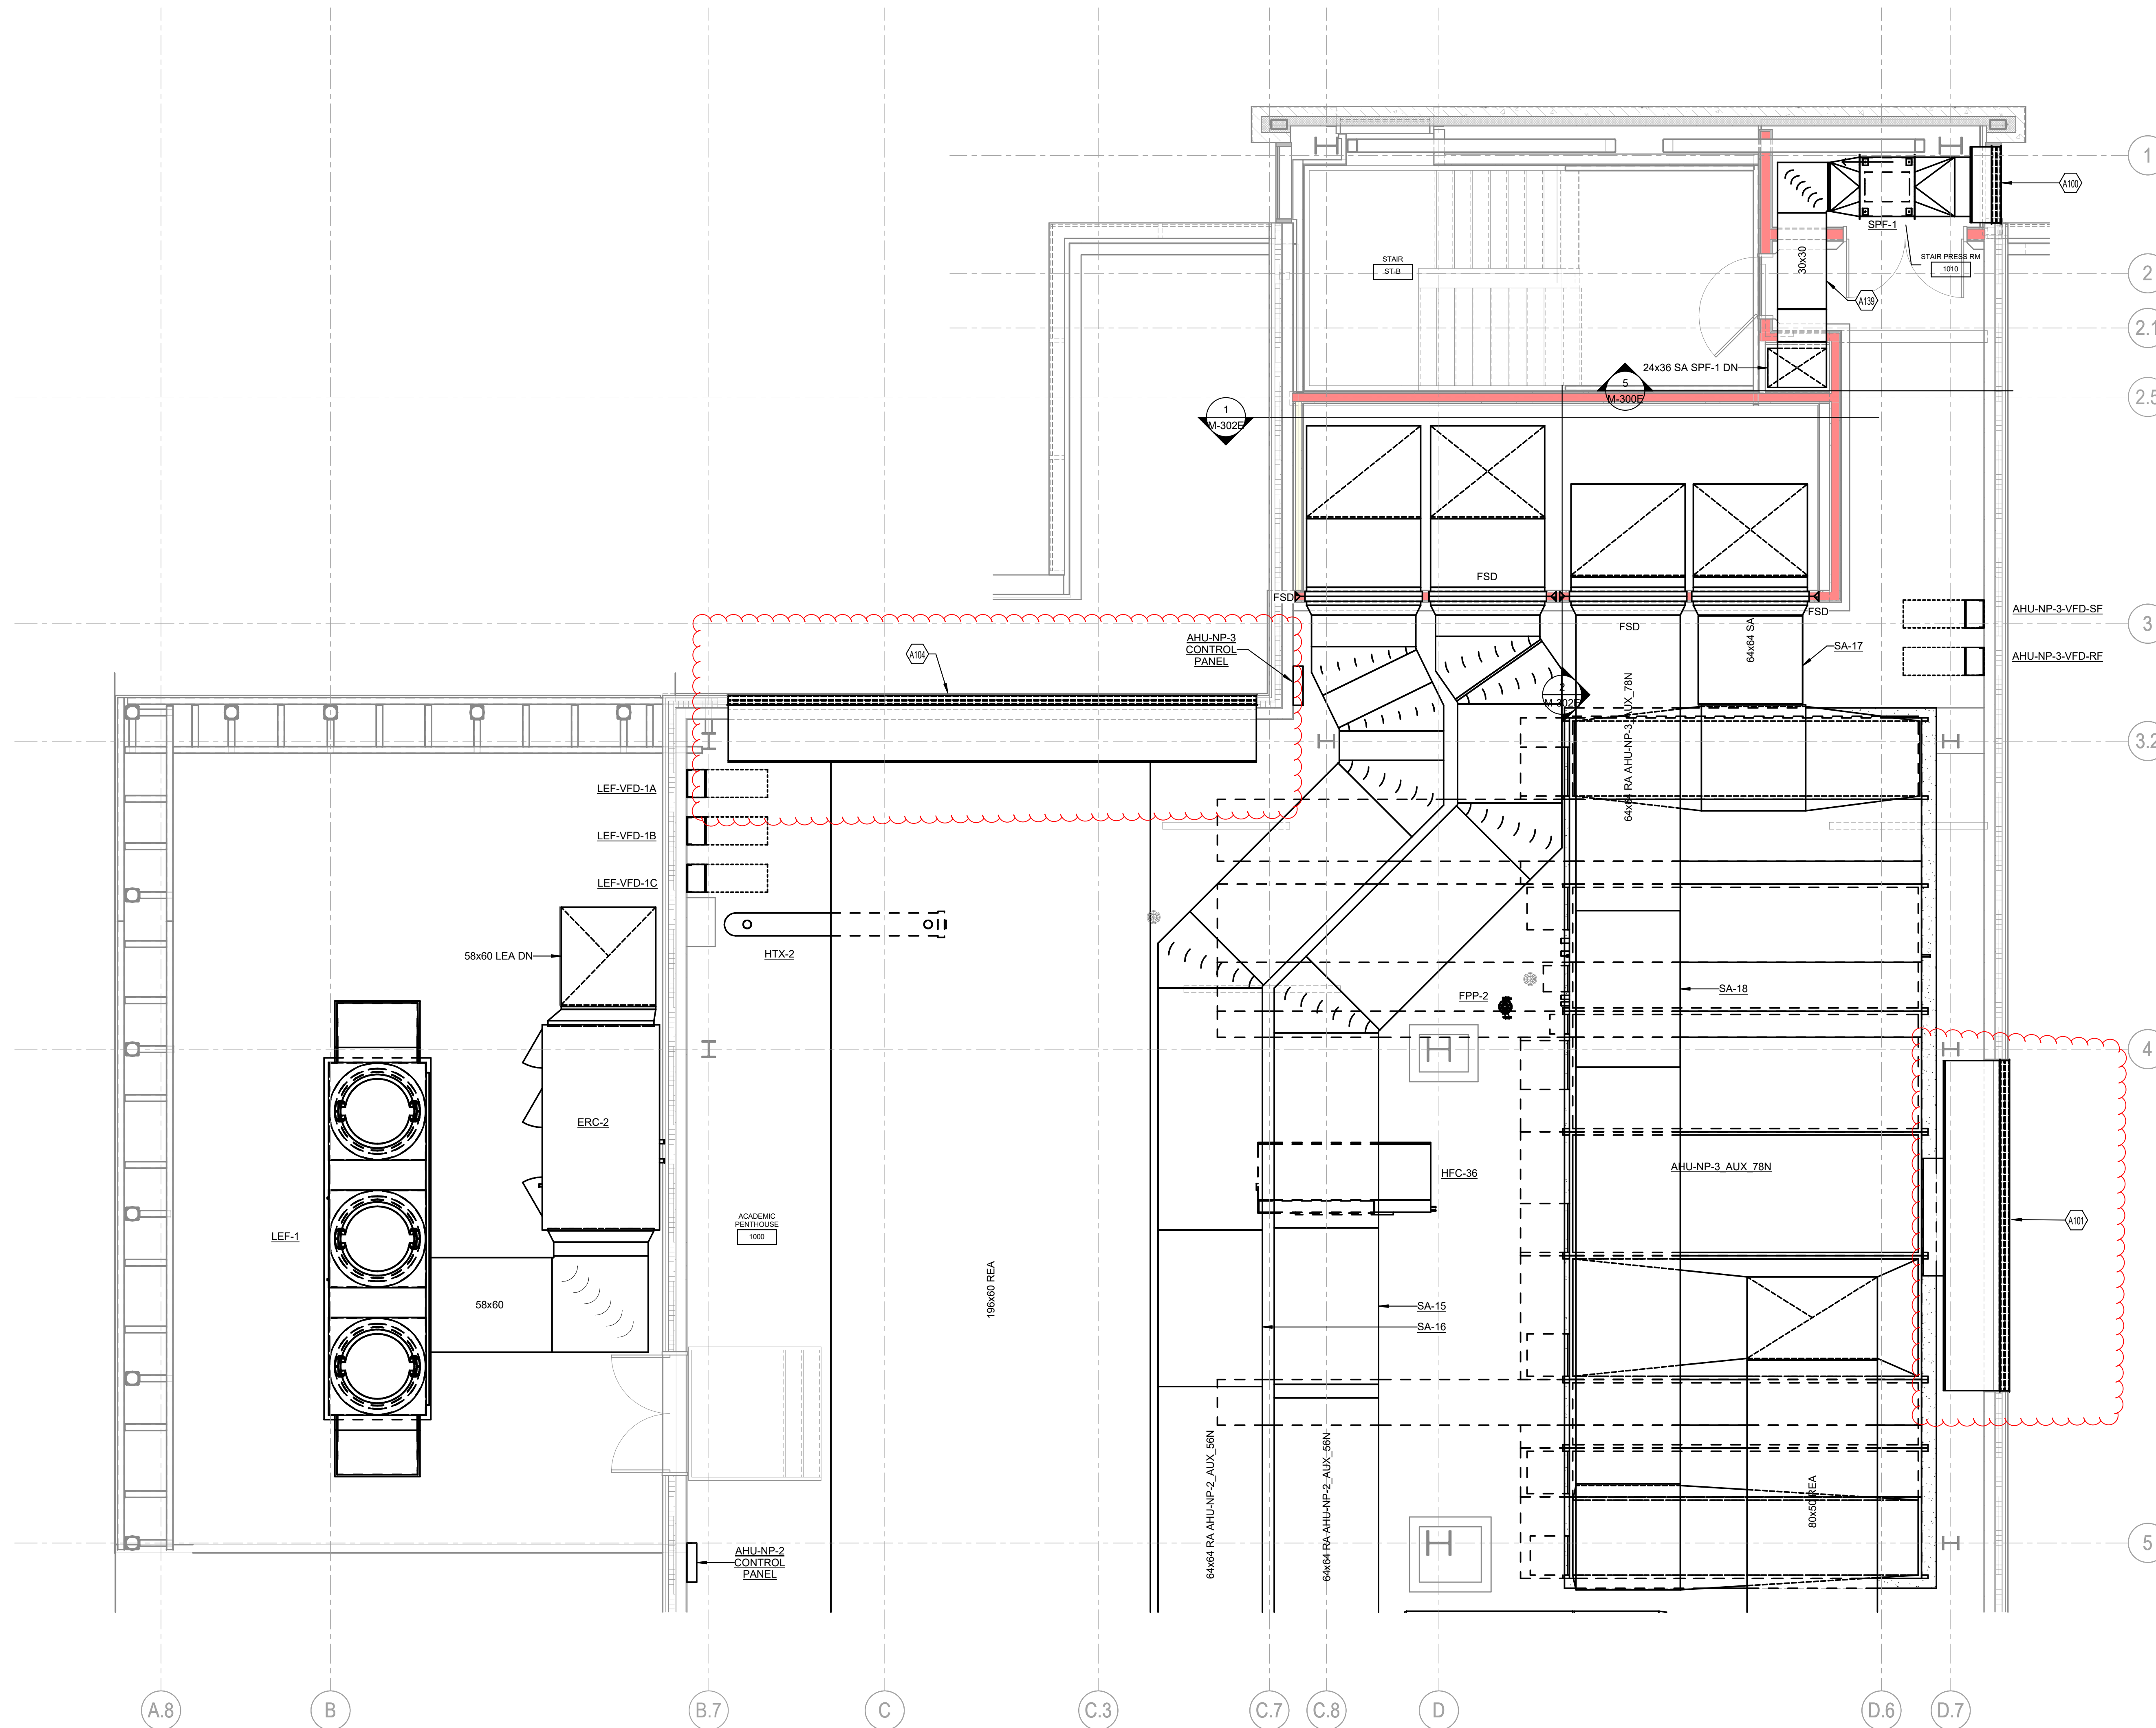 1
A100
SPF-1
STAIR PRESS RM
1010
30x30
STAIR
ST-B
2
A139
2.1
24x36 SA SPF-1 DN
5
M-300E
1
M-302E
FSD
FSD
FSD
FSD
AHU-NP-3-VFD-SF
3
AHU-NP-3
CONTROL
PANEL
A104
64x64 SA
SA-17
AHU-NP-3-VFD-RF
2
M-302E
64x64 RA AHU-NP-3_AUX_78N
LEF-VFD-1A
LEF-VFD-1B
LEF-VFD-1C
58x60 LEA DN
HTX-2
FPP-2
SA-18
4
ERC-2
HFC-36
AHU-NP-3_AUX_78N
ACADEMIC
PENTHOUSE
1000
LEF-1
A101
58x60
196x60 REA
SA-15
SA-16
64x64 RA AHU-NP-2_AUX_56N
64x64 RA AHU-NP-2_AUX_56N
80x50 REA
AHU-NP-2
CONTROL
PANEL
5
A.8
B
B.7
C
C.3
C.7
C.8
D
D.6
D.7